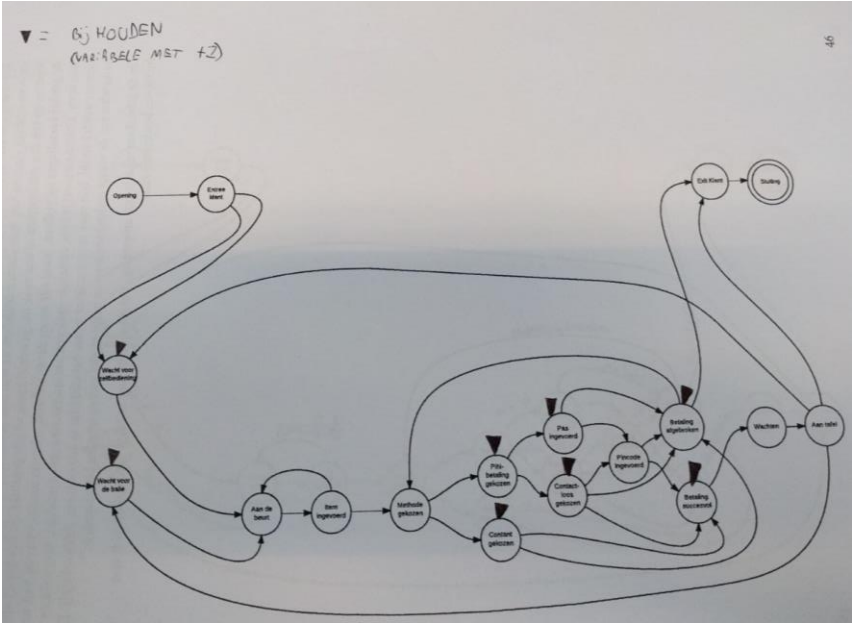 ▼ = Bij HOUDEN
(VARiABELE MET +1)
46
Opening
Entree
klant
Exit Klant
Sluiting
Wacht voor
zelfbediening
Wacht voor
de balie
Aan de
beurt
Item
ingevoerd
Methode
gekozen
PIN-
betaling
gekozen
Contant
gekozen
Pas
ingevoerd
Contact-
loos
gekozen
Pincode
ingevoerd
Betaling
afgebroken
Betaling
succesvol
Wachten
Aan tafel